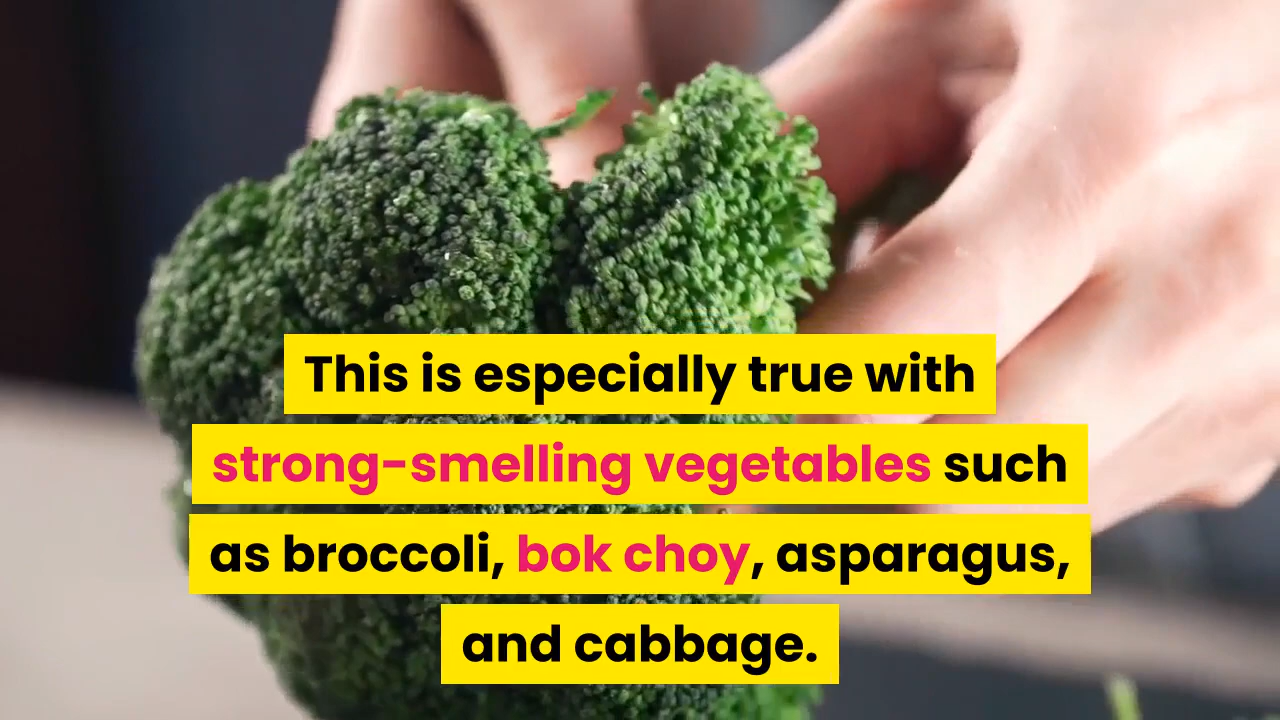 This is especially true with
strong-smelling vegetables such
as broccoli, bok choy, asparagus,
and cabbage.